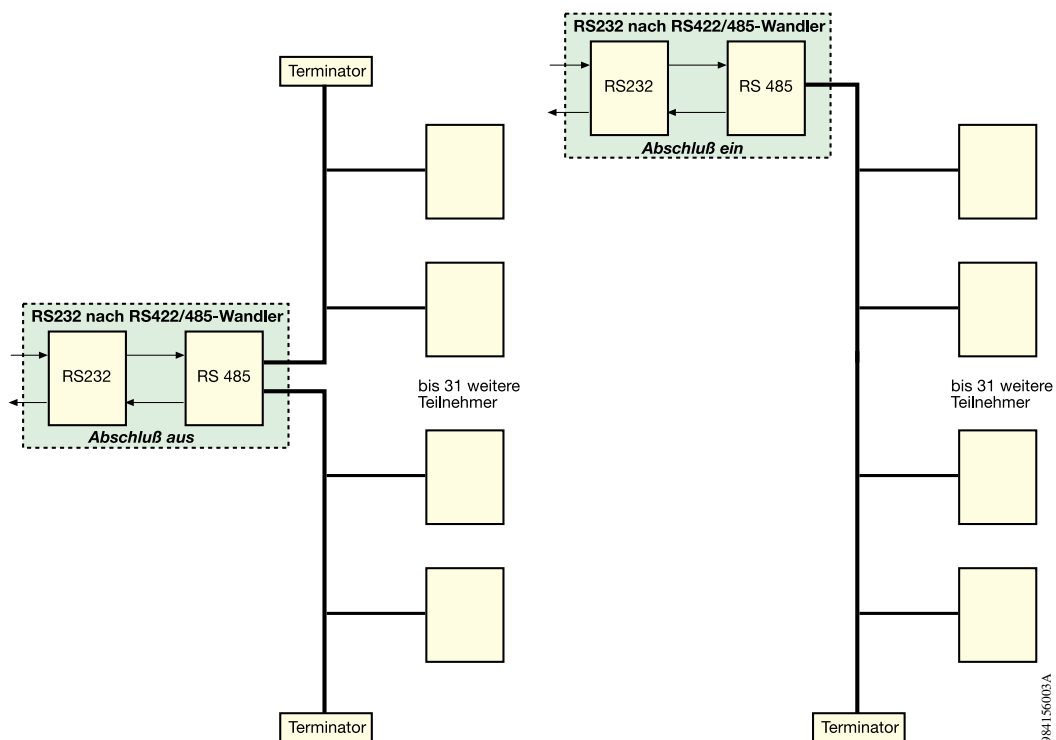 Terminator
RS232 nach RS422/485-Wandler
RS232
RS 485
Abschluß aus
bis 31 weitere
Teilnehmer
Terminator
RS232 nach RS422/485-Wandler
RS232
RS 485
Abschluß ein
bis 31 weitere
Teilnehmer
Terminator
984156003A